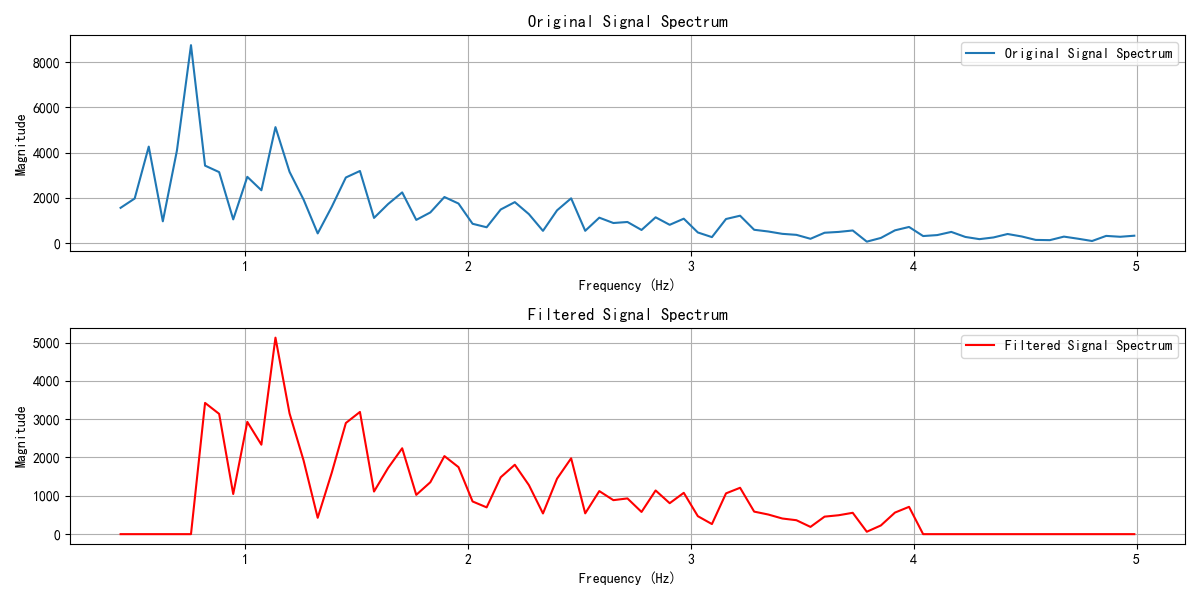 Original Signal Spectrum
Original Signal Spectrum
Magnitude
8000
6000
4000
2000
0
1 2 3 4 5
Frequency (Hz)
Filtered Signal Spectrum
Filtered Signal Spectrum
Magnitude
5000
4000
3000
2000
1000
0
1 2 3 4 5
Frequency (Hz)